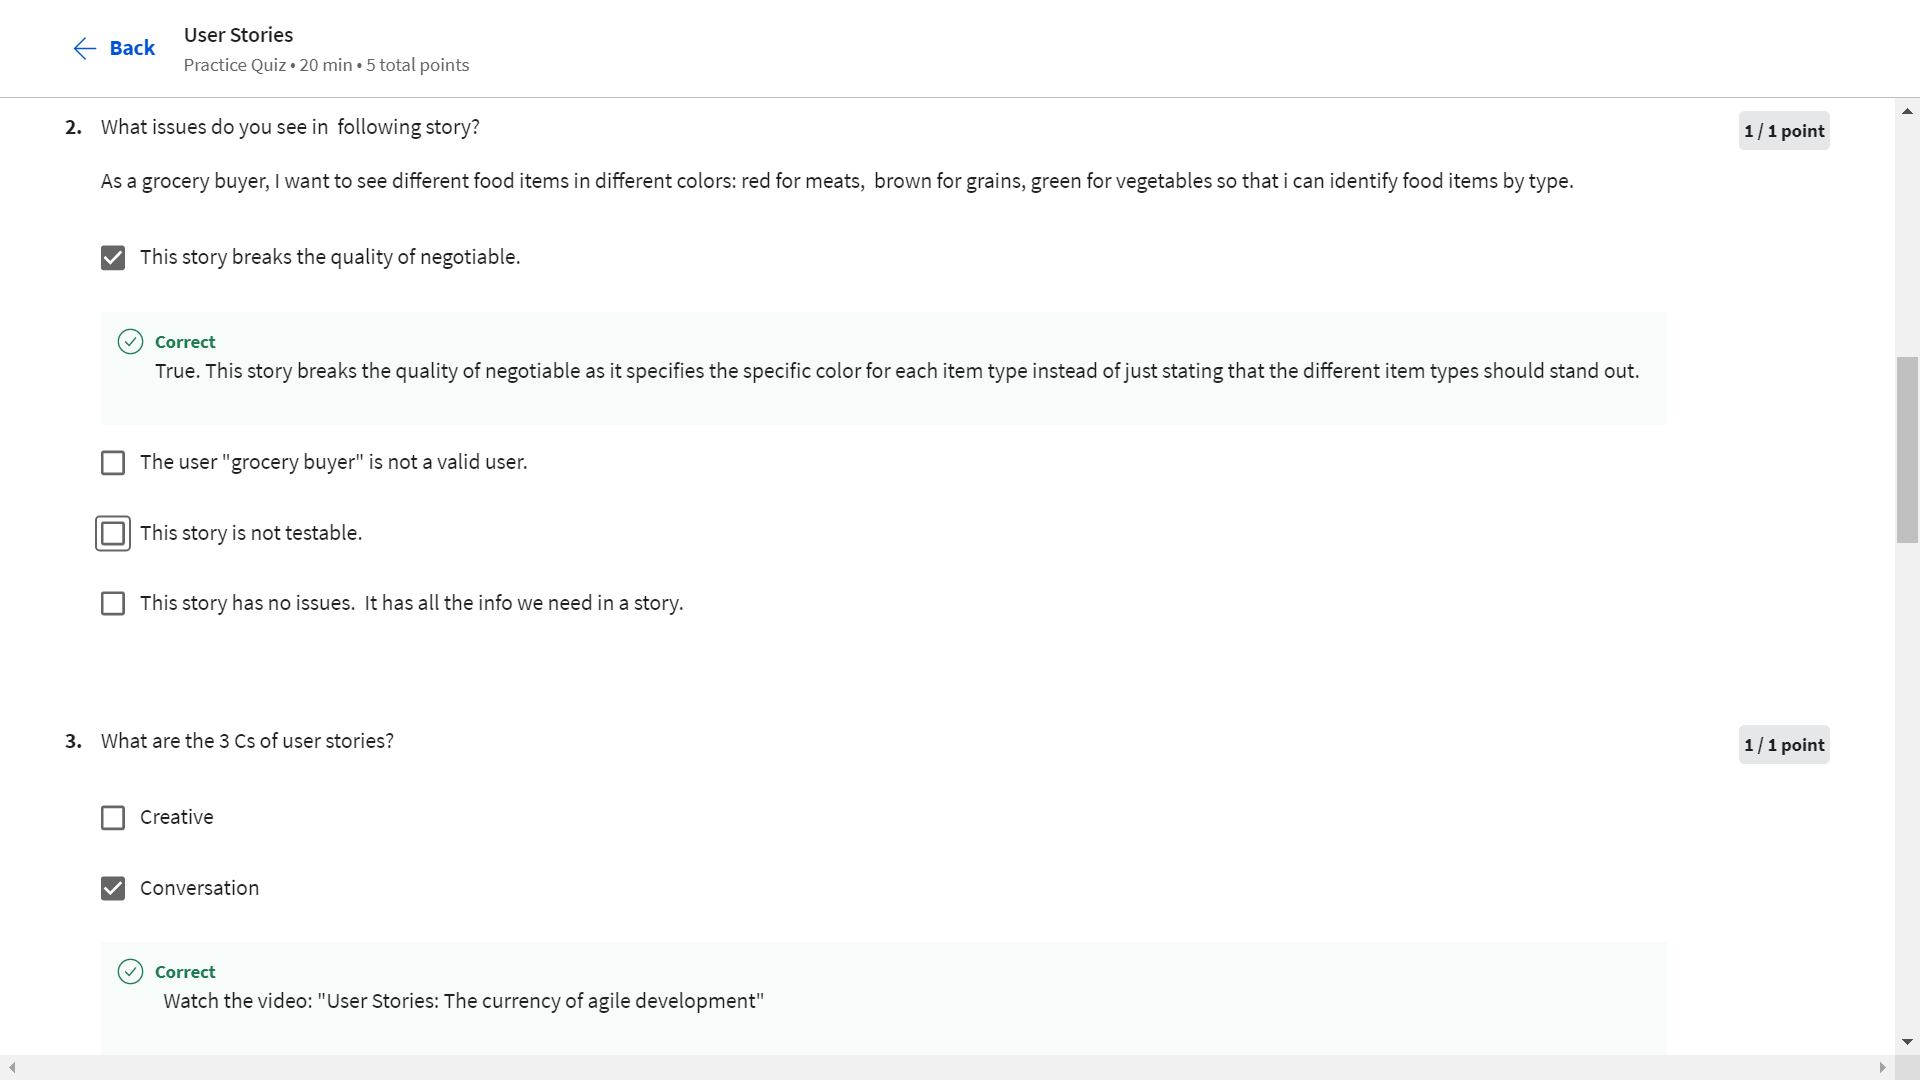 Back
User Stories
Practice Quiz • 20 min • 5 total points
2. What issues do you see in  following story?
1 / 1 point
As a grocery buyer, I want to see different food items in different colors: red for meats,  brown for grains, green for vegetables so that i can identify food items by type.
This story breaks the quality of negotiable.
Correct
True. This story breaks the quality of negotiable as it specifies the specific color for each item type instead of just stating that the different item types should stand out.
The user "grocery buyer" is not a valid user.
This story is not testable.
This story has no issues.  It has all the info we need in a story.
3. What are the 3 Cs of user stories?
1 / 1 point
Creative
Conversation
Correct
Watch the video: "User Stories: The currency of agile development"